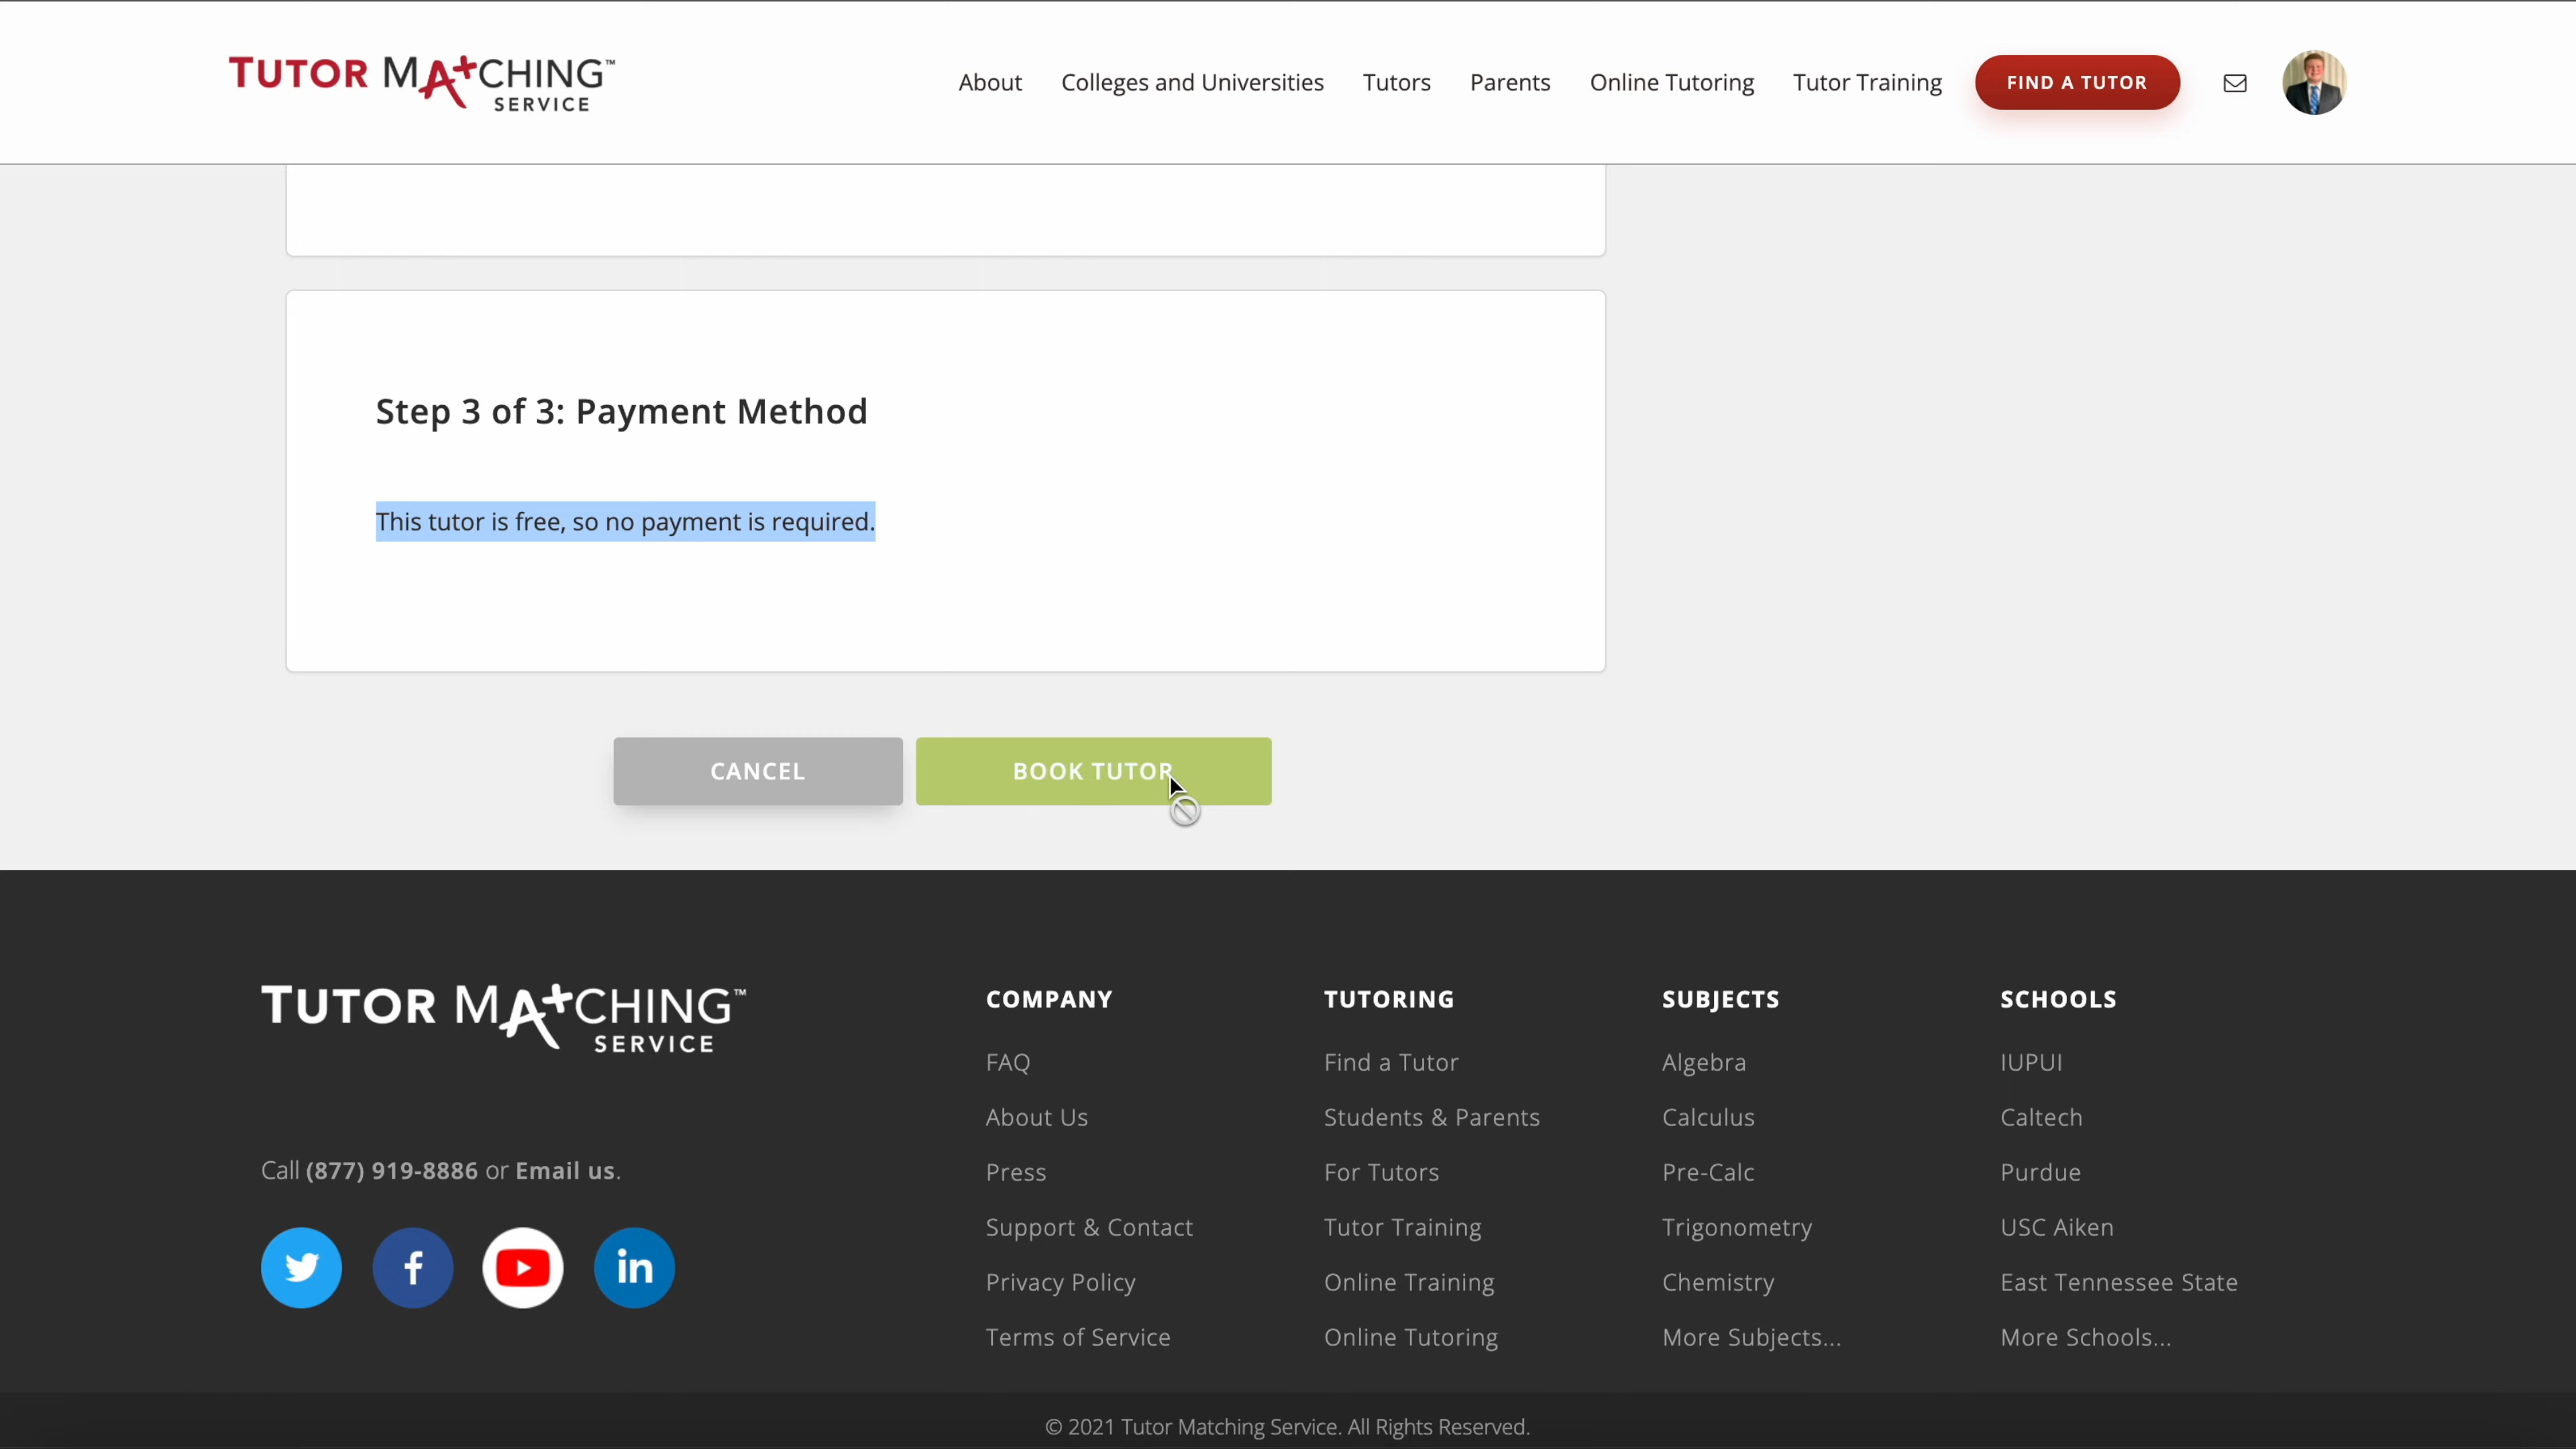 TUTOR MA+CHING™
SERVICE
About
Colleges and Universities
Tutors
Parents
Online Tutoring
Tutor Training
FIND A TUTOR
Step 3 of 3: Payment Method
This tutor is free, so no payment is required.
CANCEL
BOOK TUTOR
TUTOR MA+CHING™
SERVICE
Call (877) 919-8886 or Email us.
COMPANY
FAQ
About Us
Press
Support & Contact
Privacy Policy
Terms of Service
TUTORING
Find a Tutor
Students & Parents
For Tutors
Tutor Training
Online Training
Online Tutoring
SUBJECTS
Algebra
Calculus
Pre-Calc
Trigonometry
Chemistry
More Subjects...
SCHOOLS
IUPUI
Caltech
Purdue
USC Aiken
East Tennessee State
More Schools...
© 2021 Tutor Matching Service. All Rights Reserved.